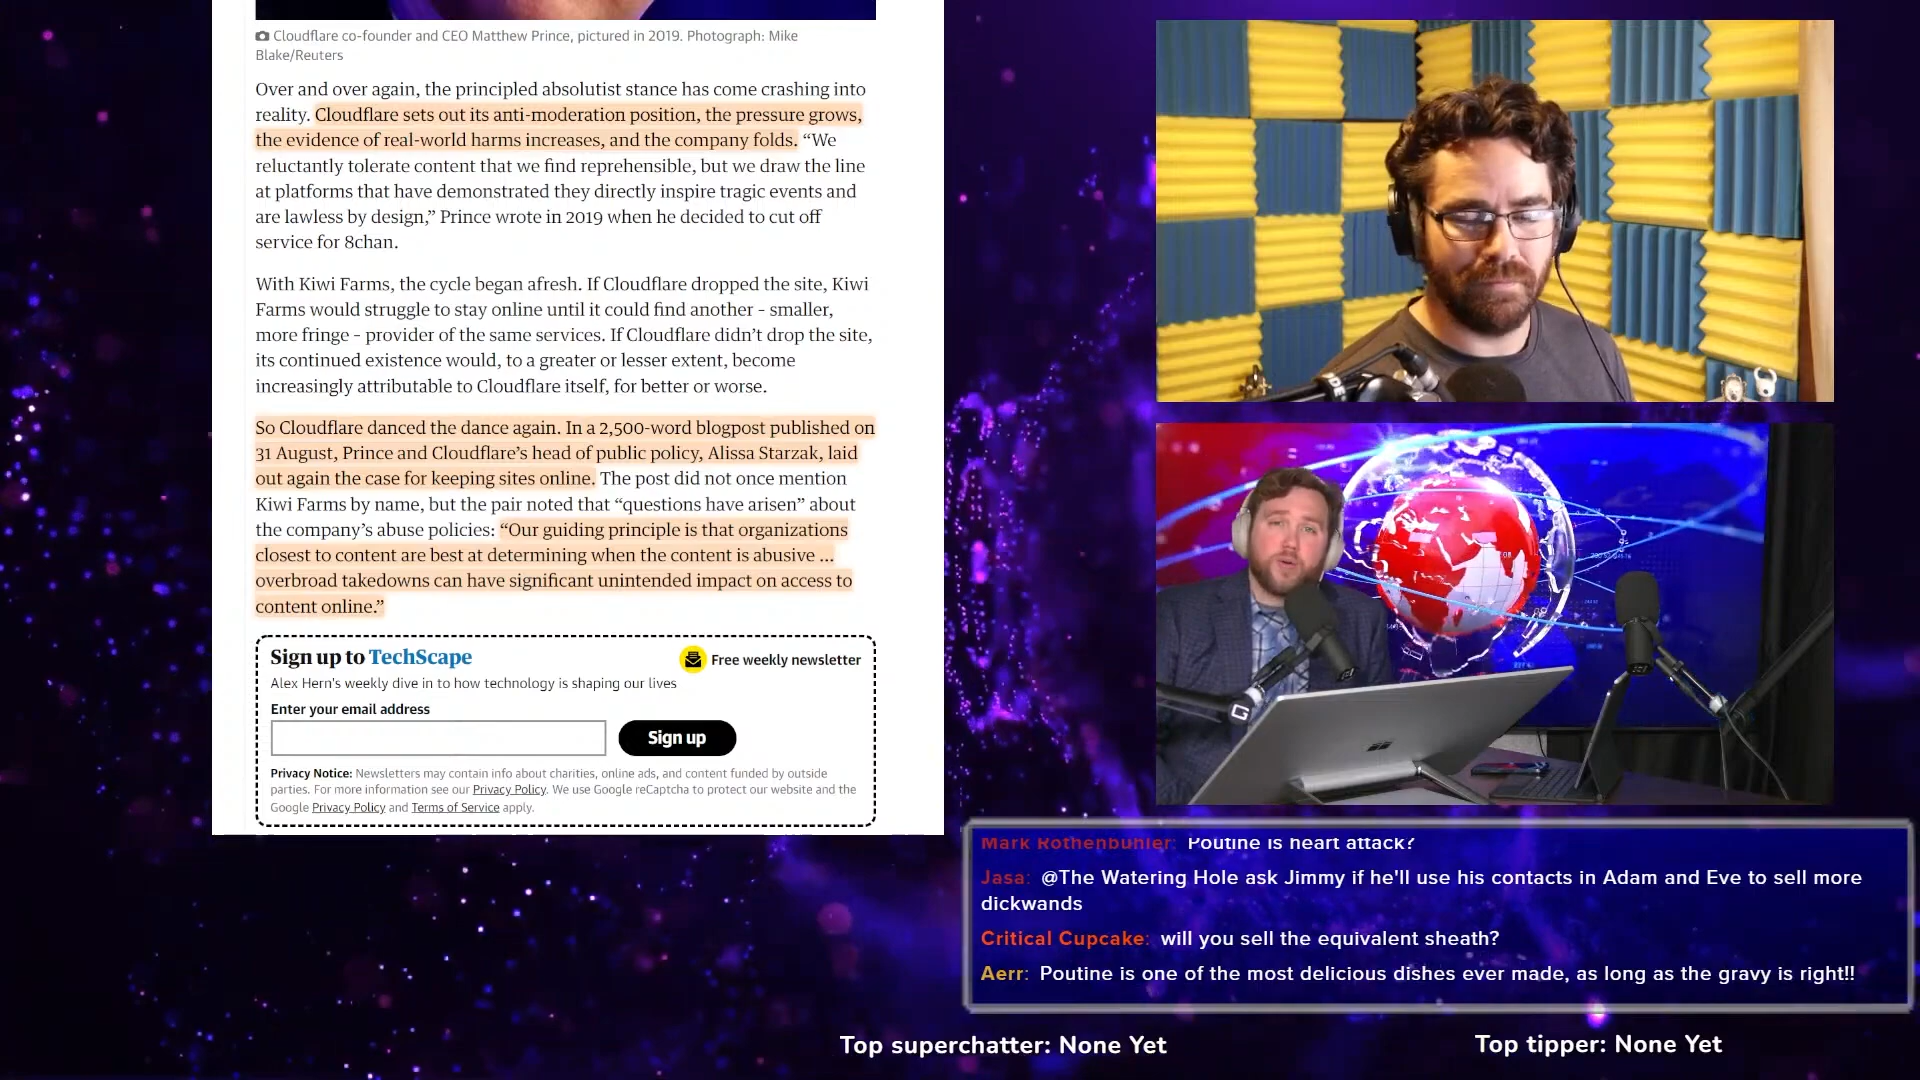 Cloudflare co-founder and CEO Matthew Prince, pictured in 2019. Photograph: Mike
Blake/Reuters
Over and over again, the principled absolutist stance has come crashing into
reality. Cloudflare sets out its anti-moderation position, the pressure grows,
the evidence of real-world harms increases, and the company folds. “We
reluctantly tolerate content that we find reprehensible, but we draw the line
at platforms that have demonstrated they directly inspire tragic events and
are lawless by design,” Prince wrote in 2019 when he decided to cut off
service for 8chan.
With Kiwi Farms, the cycle began afresh. If Cloudflare dropped the site, Kiwi
Farms would struggle to stay online until it could find another – smaller,
more fringe – provider of the same services. If Cloudflare didn’t drop the site,
its continued existence would, to a greater or lesser extent, become
increasingly attributable to Cloudflare itself, for better or worse.
So Cloudflare danced the dance again. In a 2,500-word blogpost published on
31 August, Prince and Cloudflare’s head of public policy, Alissa Starzak, laid
out again the case for keeping sites online. The post did not once mention
Kiwi Farms by name, but the pair noted that “questions have arisen” about
the company’s abuse policies: “Our guiding principle is that organizations
closest to content are best at determining when the content is abusive …
overbroad takedowns can have significant unintended impact on access to
content online.”
Sign up to TechScape
Free weekly newsletter
Alex Hern's weekly dive in to how technology is shaping our lives
Enter your email address
Sign up
Privacy Notice: Newsletters may contain info about charities, online ads, and content funded by outside
parties. For more information see our Privacy Policy. We use Google reCaptcha to protect our website and the
Google Privacy Policy and Terms of Service apply.
Mark Rothenbuhler: Poutine is heart attack?
Jasa: @The Watering Hole ask Jimmy if he'll use his contacts in Adam and Eve to sell more
dickwands
Critical Cupcake: will you sell the equivalent sheath?
Aerr: Poutine is one of the most delicious dishes ever made, as long as the gravy is right!!
Top superchatter: None Yet
Top tipper: None Yet